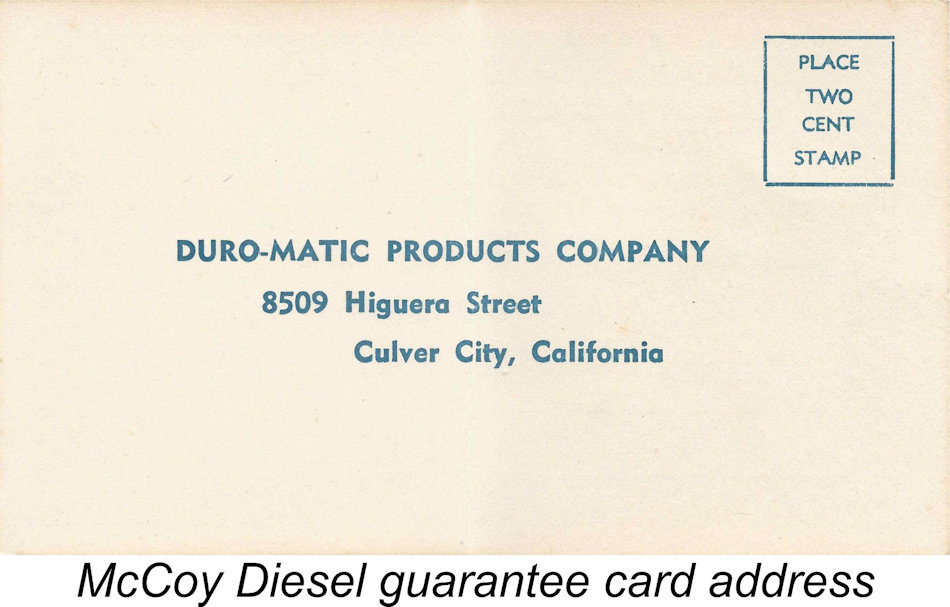 PLACE
TWO
CENT
STAMP
DURO-MATIC PRODUCTS COMPANY
8509 Higuera Street
Culver City, California
McCoy Diesel guarantee card address